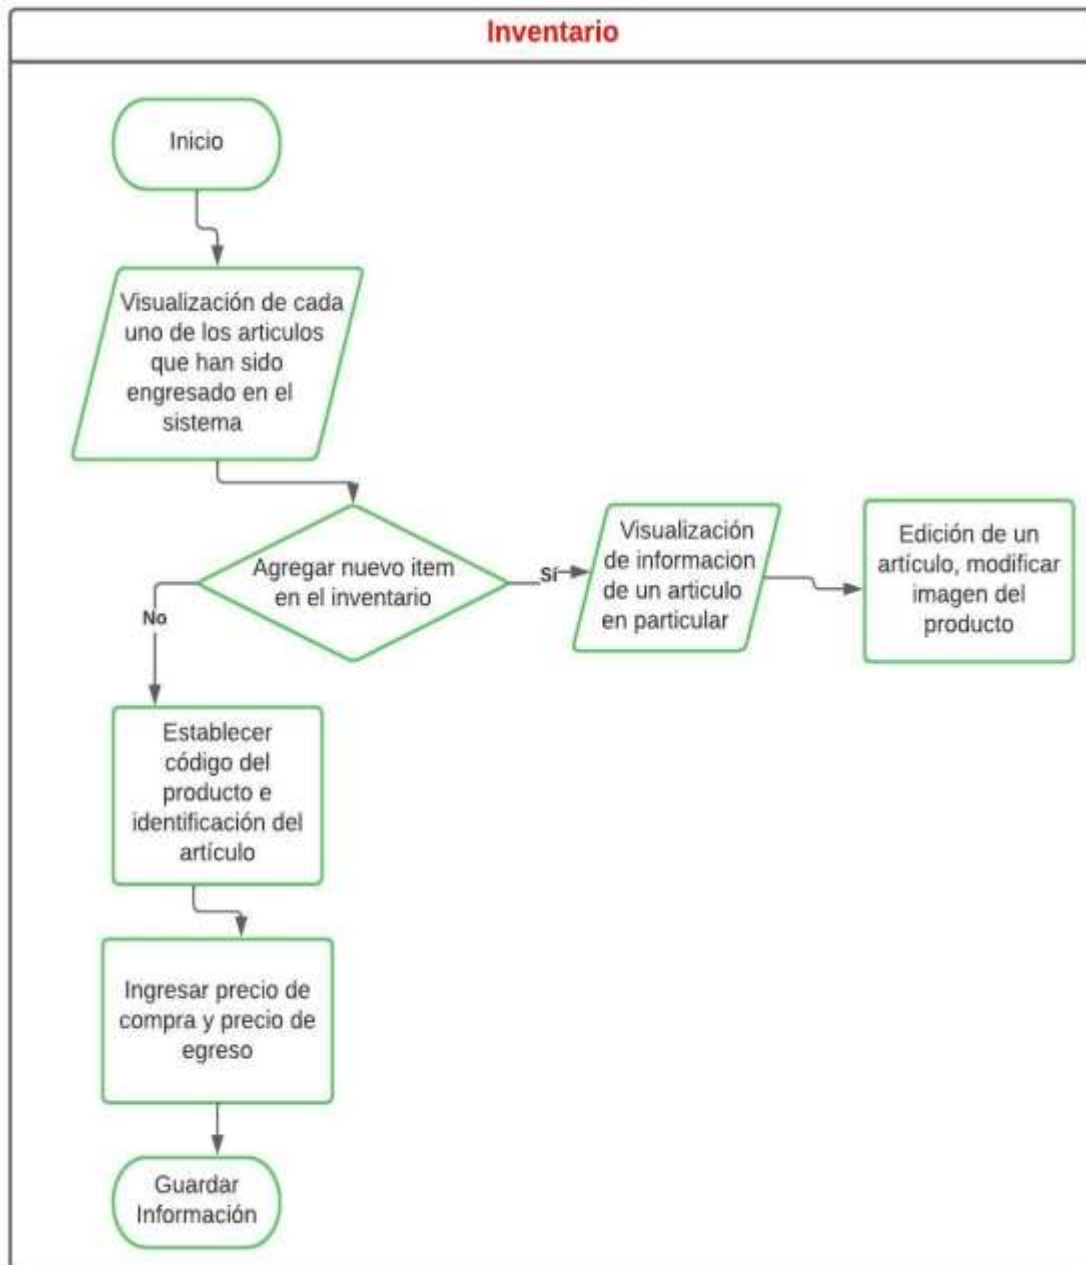 Inventario
Inicio
Visualización de cada
uno de los articulos
que han sido
engresado en el
sistema
Agregar nuevo item
en el inventario
Sí
Visualización
de informacion
de un articulo
en particular
Edición de un
artículo, modificar
imagen del
producto
No
Establecer
código del
producto e
identificación del
artículo
Ingresar precio de
compra y precio de
egreso
Guardar
Información